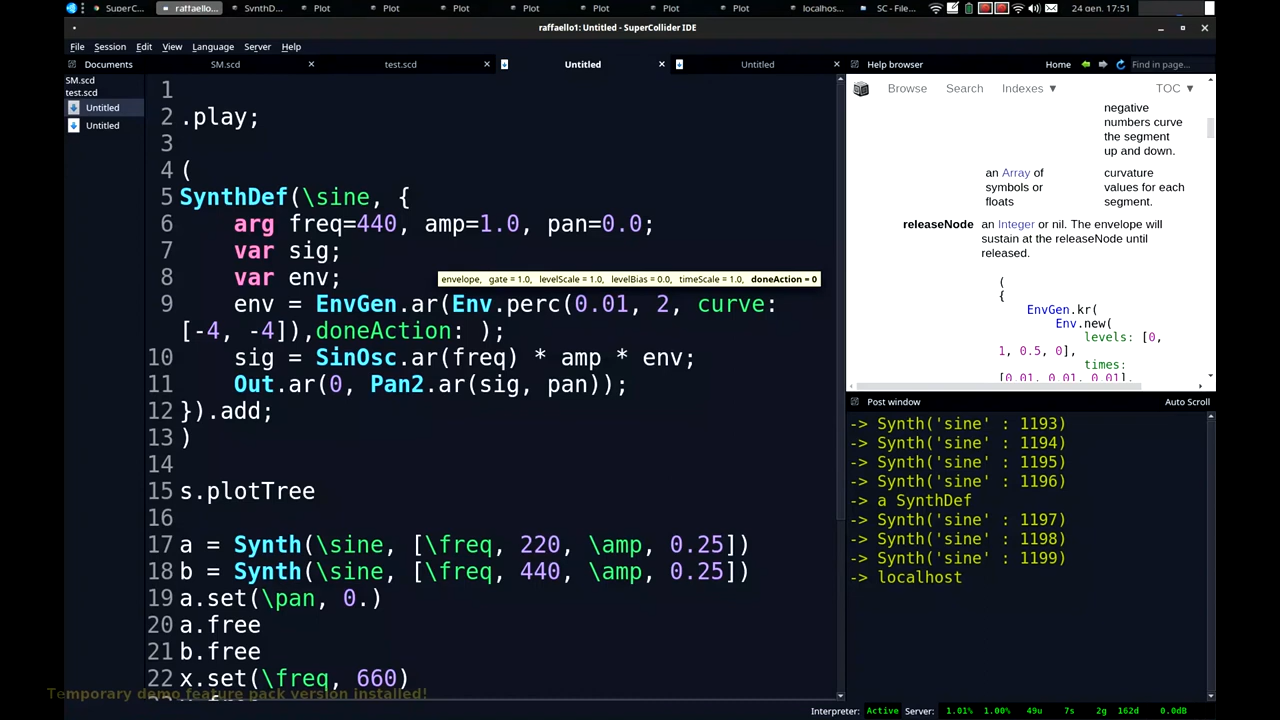 SuperC...
raffaello...
SynthD...
Plot
Plot
Plot
Plot
Plot
Plot
Plot
localhos...
SC - File...
24 gen. 17:51
raffaello1: Untitled - SuperCollider IDE
File Session Edit View Language Server Help
Documents
SM.scd
test.scd
Untitled
Untitled
SM.scd
test.scd
Untitled
Untitled
1
2 .play;
3
4 (
5 SynthDef(\sine, {
6 arg freq=440, amp=1.0, pan=0.0;
7 var sig;
8 var env;
envelope, gate = 1.0, levelScale = 1.0, levelBias = 0.0, timeScale = 1.0, doneAction = 0
9 env = EnvGen.ar(Env.perc(0.01, 2, curve:
[-4, -4]),doneAction: );
10 sig = SinOsc.ar(freq) * amp * env;
11 Out.ar(0, Pan2.ar(sig, pan));
12 }).add;
13 )
14
15 s.plotTree
16
17 a = Synth(\sine, [\freq, 220, \amp, 0.25])
18 b = Synth(\sine, [\freq, 440, \amp, 0.25])
19 a.set(\pan, 0.)
20 a.free
21 b.free
22 x.set(\freq, 660)
Temporary demo feature pack version installed!
Help browser
Home
Find in page...
Browse Search Indexes ▼ TOC ▼
negative
numbers curve
the segment
up and down.
an Array of
symbols or
floats
curvature
values for each
segment.
releaseNode an Integer or nil. The envelope will
sustain at the releaseNode until
released.
(
{
EnvGen.kr(
Env.new(
levels: [0,
1, 0.5, 0],
times:
[0.01, 0.01, 0.01],
Post window
Auto Scroll
-> Synth('sine' : 1193)
-> Synth('sine' : 1194)
-> Synth('sine' : 1195)
-> Synth('sine' : 1196)
-> a SynthDef
-> Synth('sine' : 1197)
-> Synth('sine' : 1198)
-> Synth('sine' : 1199)
-> localhost
Interpreter: Active Server: 1.01% 1.00% 49u 7s 2g 162d 0.0dB